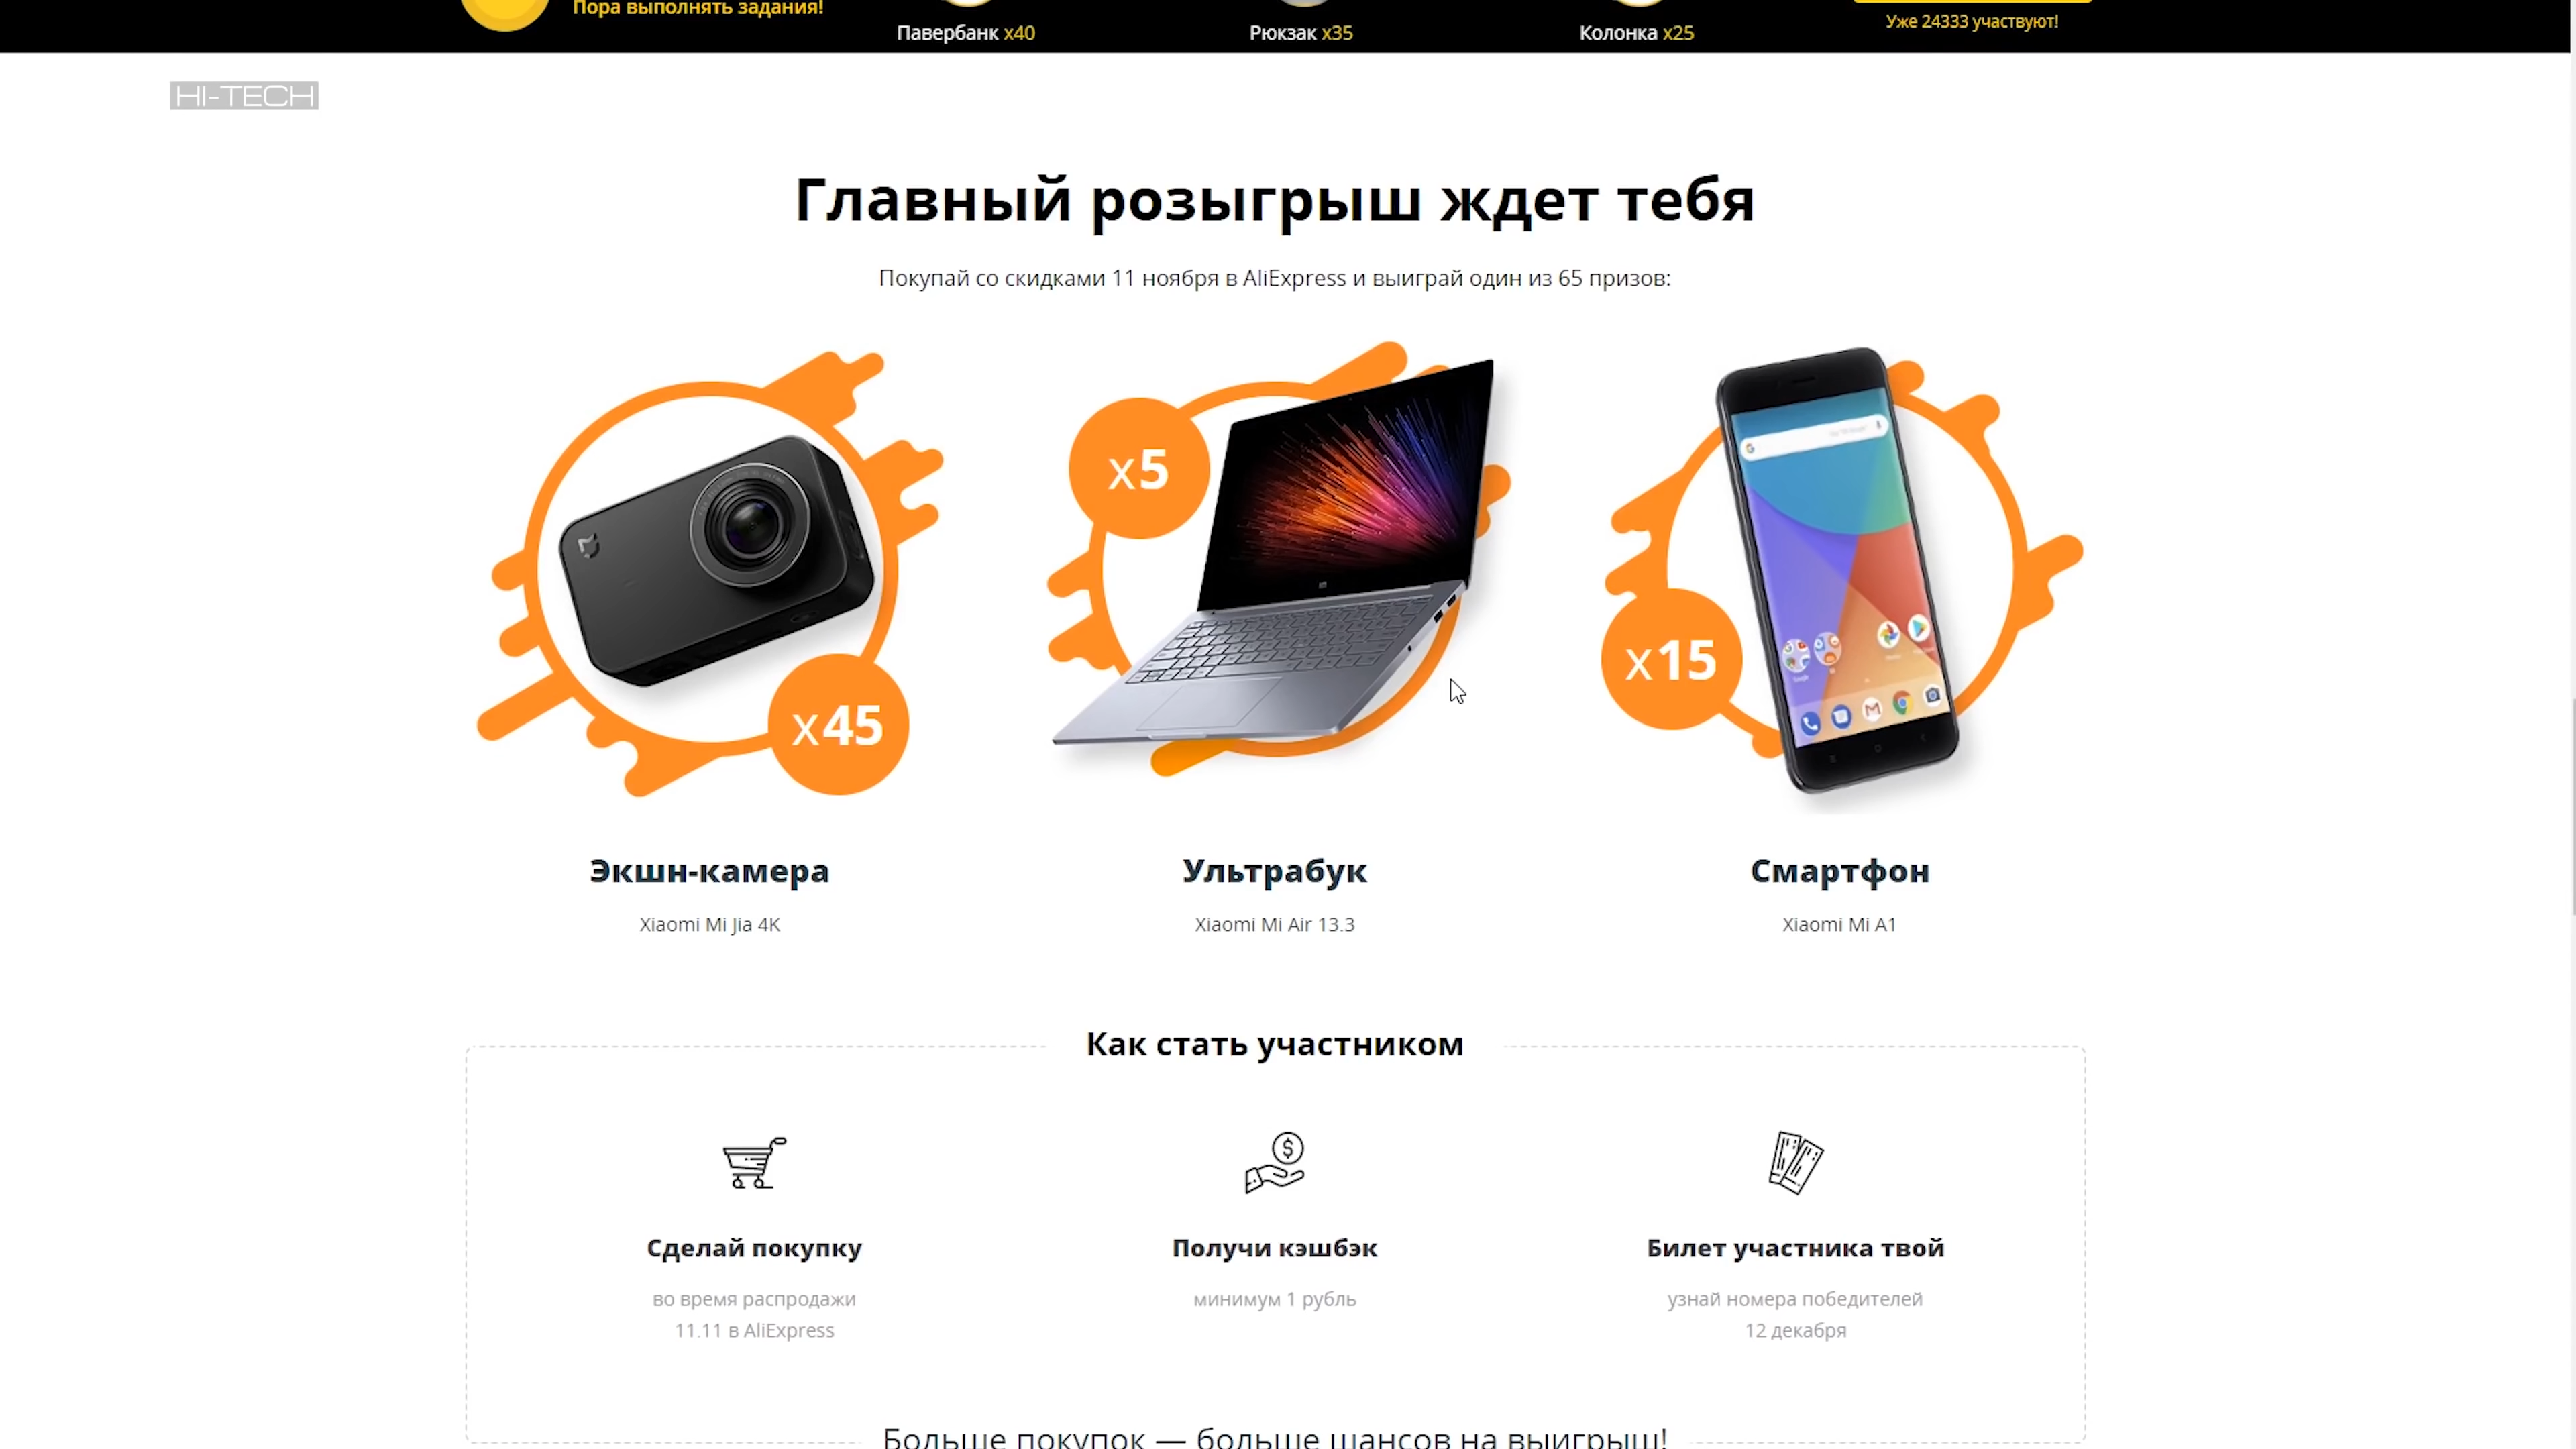 Пора выполнять задания!
Павербанк x40
Рюкзак x35
Колонка x25
Уже 24333 участвуют!
HI-TECH
Главный розыгрыш ждет тебя
Покупай со скидками 11 ноября в AliExpress и выиграй один из 65 призов:
x45
x5
x15
Экшн-камера
Ультрабук
Смартфон
Xiaomi Mi Jia 4K
Xiaomi Mi Air 13.3
Xiaomi Mi A1
Как стать участником
Сделай покупку
Получи кэшбэк
Билет участника твой
во время распродажи
11.11 в AliExpress
минимум 1 рубль
узнай номера победителей
12 декабря
Больше покупок — больше шансов на выигрыш!